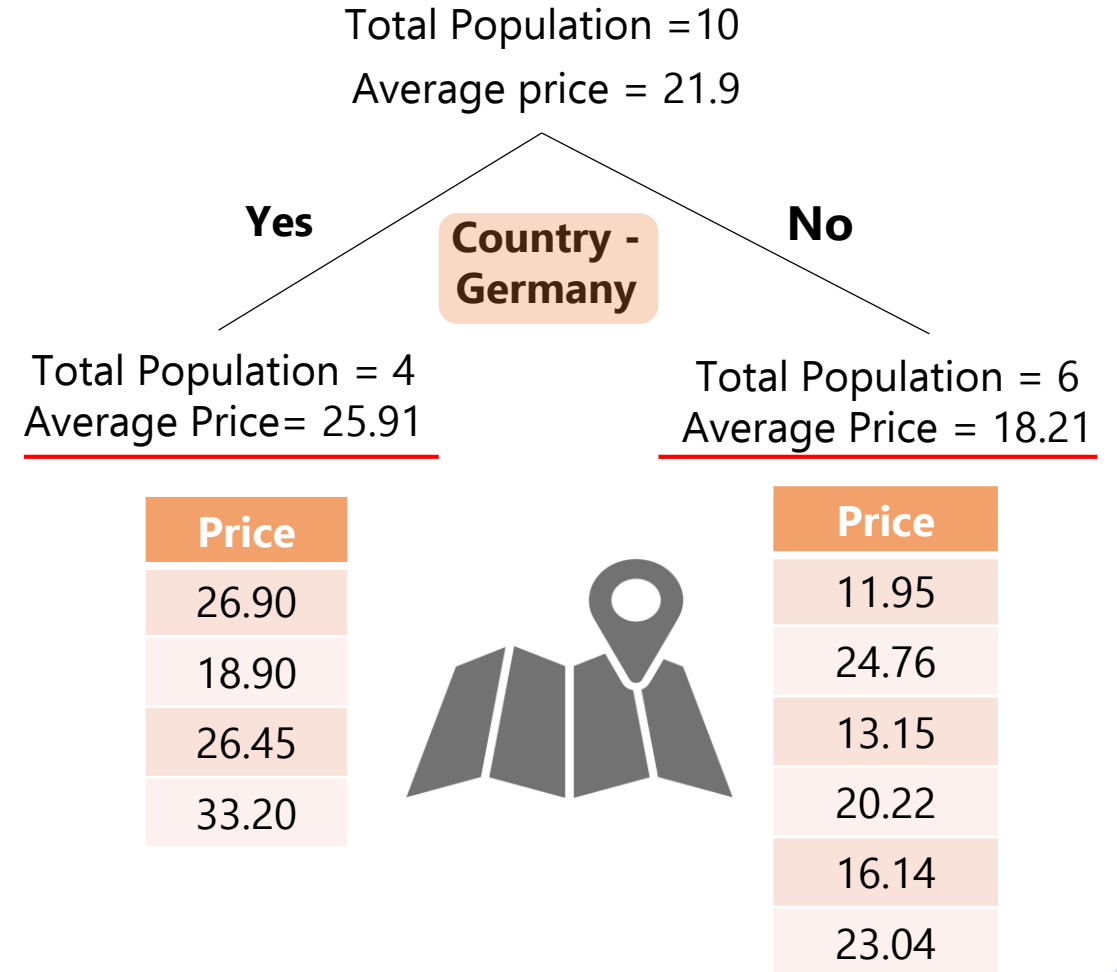 Total Population =10
Average price = 21.9
Yes
No
Country -
Germany
Total Population = 4
Average Price= 25.91
Total Population = 6
Average Price = 18.21
Price
26.90
18.90
26.45
33.20
Price
11.95
24.76
13.15
20.22
16.14
23.04